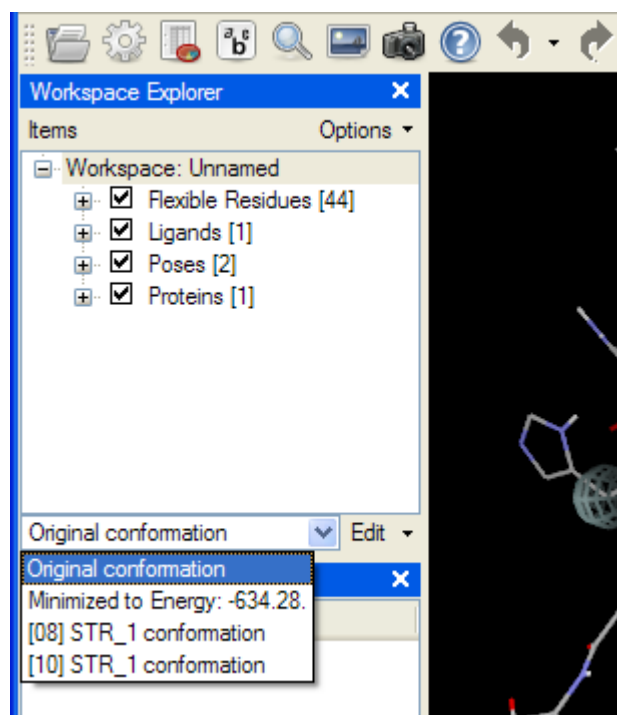 abc
Workspace Explorer
Items Options
Workspace: Unnamed
Flexible Residues [44]
Ligands [1]
Poses [2]
Proteins [1]
Original conformation Edit
Original conformation
Minimized to Energy: -634.28.
[08] STR_1 conformation
[10] STR_1 conformation